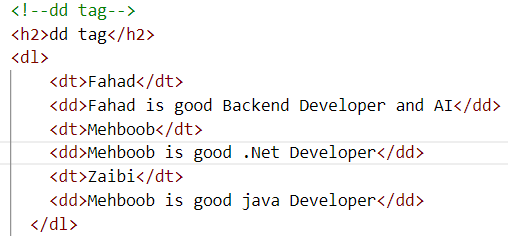 <!--dd tag-->
<h2>dd tag</h2>
<dl>
<dt>Fahad</dt>
<dd>Fahad is good Backend Developer and AI</dd>
<dt>Mehboob</dt>
<dd>Mehboob is good .Net Developer</dd>
<dt>Zaibi</dt>
<dd>Mehboob is good java Developer</dd>
</dl>